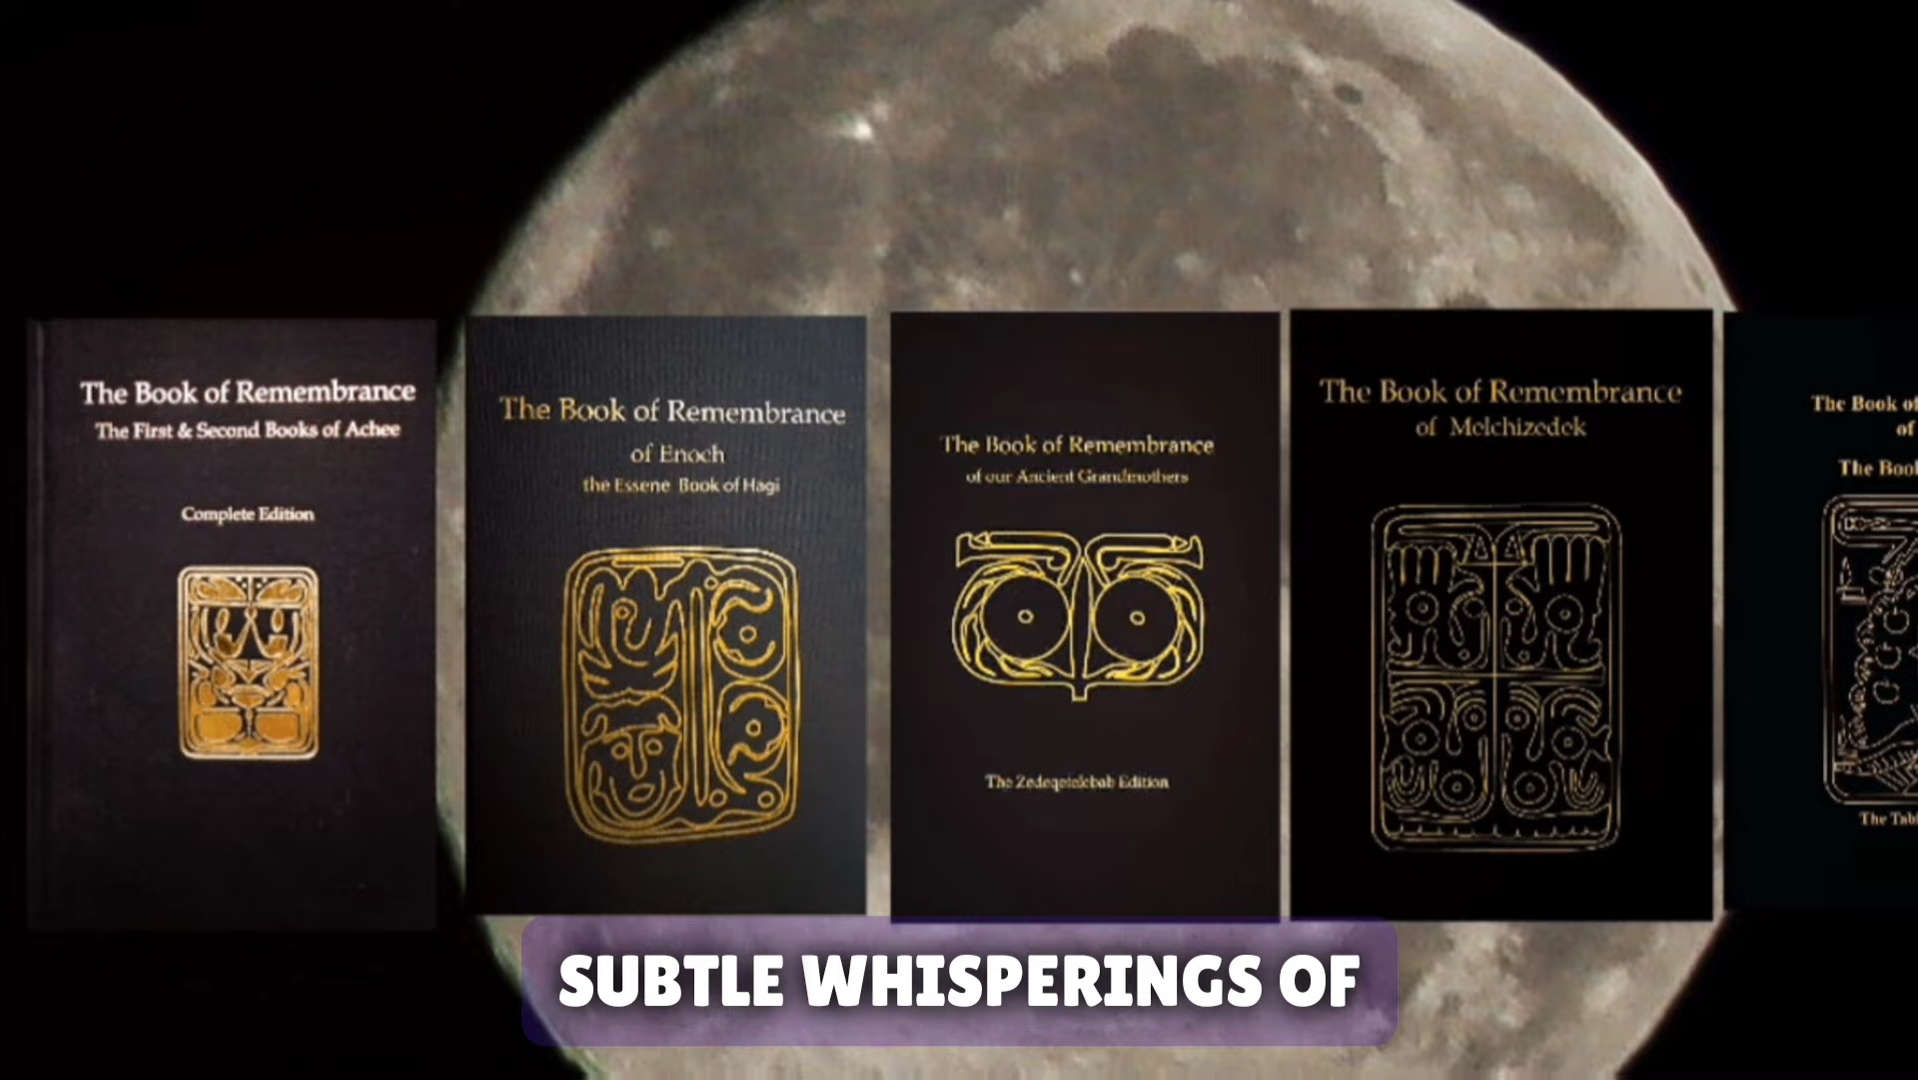 The Book of Remembrance
The First & Second Books of Achee
Complete Edition
The Book of Remembrance
of Enoch
the Essene Book of Hagi
The Book of Remembrance
of our Ancient Grandmothers
The Edition
The Book of Remembrance
of Melchizedek
The Book of
of
The Book
The
SUBTLE WHISPERINGS OF